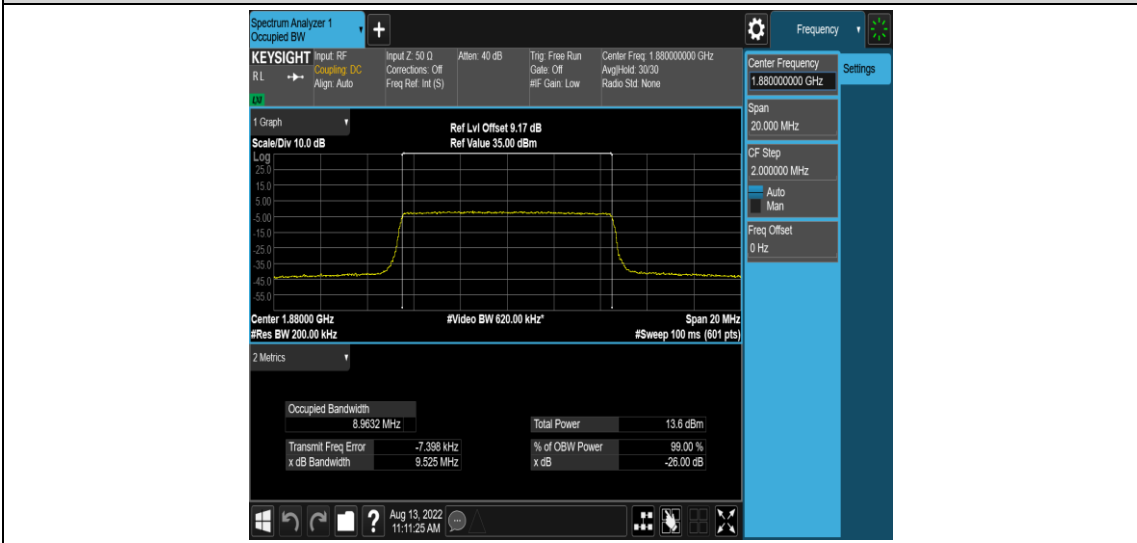 Spectrum Analyzer 1
Occupied BW
Frequency
KEYSIGHT
Input: RF
Coupling: DC
Align: Auto
Input Z: 50 Ω
Corrections: Off
Freq Ref: Int (S)
Atten: 40 dB
Trig: Free Run
Gate: Off
#IF Gain: Low
Center Freq: 1.880000000 GHz
Avg|Hold: 30/30
Radio Std: None
R L
Center Frequency
1.880000000 GHz
Settings
Span
20.000 MHz
CF Step
2.000000 MHz
Auto
Man
Freq Offset
0 Hz
1 Graph
Scale/Div 10.0 dB
Ref Lvl Offset 9.17 dB
Ref Value 35.00 dBm
Log
25.0
15.0
5.00
-5.00
-15.0
-25.0
-35.0
-45.0
-55.0
Center 1.88000 GHz
#Res BW 200.00 kHz
#Video BW 620.00 kHz*
Span 20 MHz
#Sweep 100 ms (601 pts)
2 Metrics
Occupied Bandwidth
8.9632 MHz
Total Power 13.6 dBm
Transmit Freq Error -7.398 kHz
% of OBW Power 99.00 %
x dB Bandwidth 9.525 MHz
x dB -26.00 dB
Aug 13, 2022
11:11:25 AM